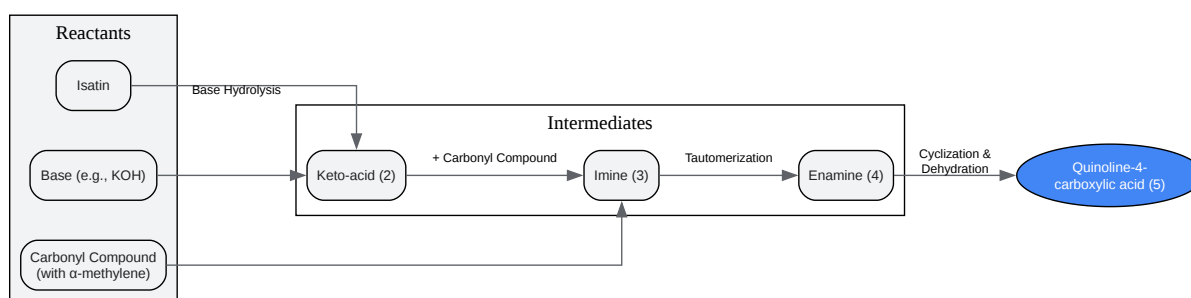 Reactants
Isatin
Base Hydrolysis
Intermediates
Base (e.g., KOH)
Keto-acid (2)
+ Carbonyl Compound
Imine (3)
Tautomerization
Enamine (4)
Cyclization &
Dehydration
Quinoline-4-
carboxylic acid (5)
Carbonyl Compound
(with α-methylene)